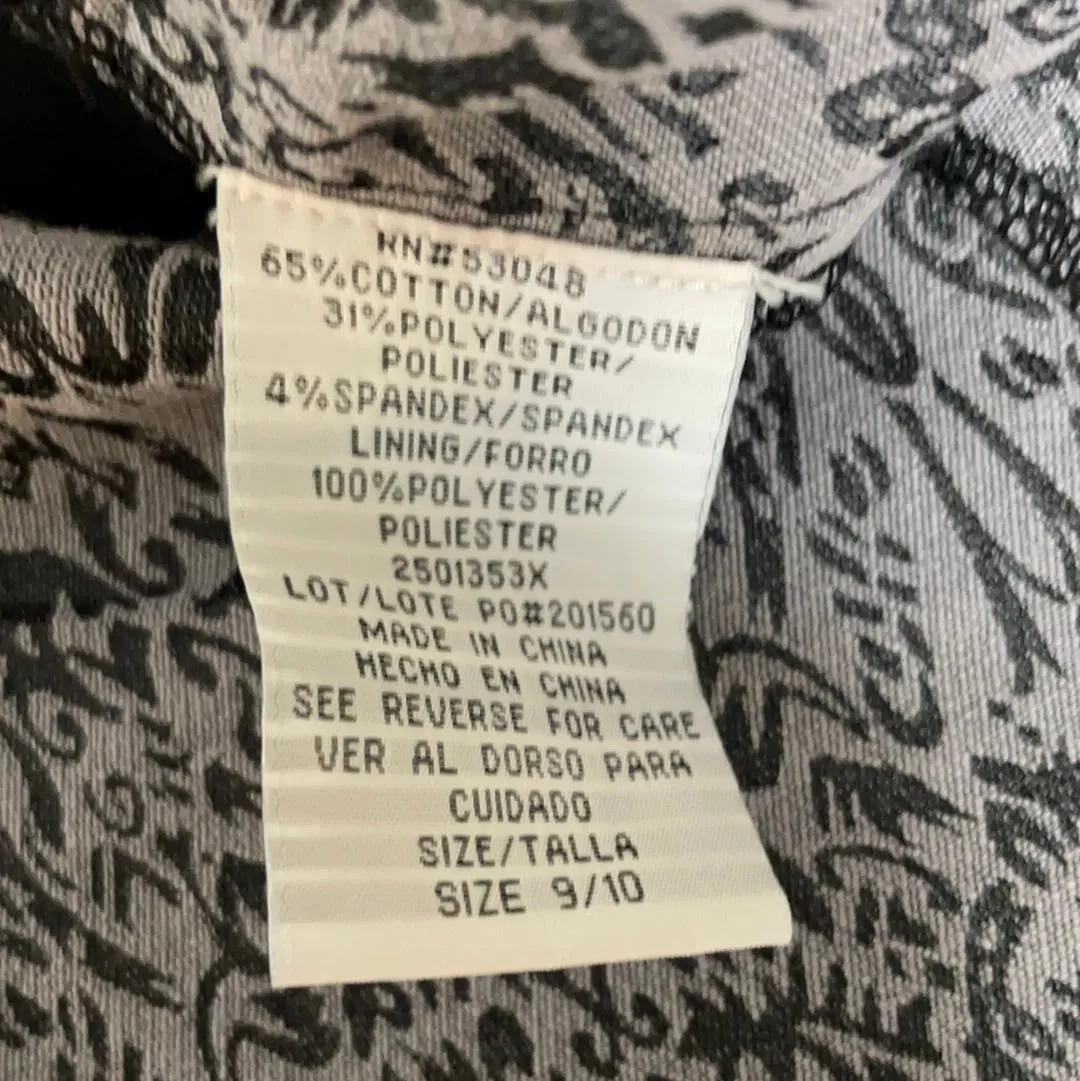 RN#53048
65%COTTON/ALGODON
31%POLYESTER/
POLIESTER
4%SPANDEX/SPANDEX
LINING/FORRO
100%POLYESTER/
POLIESTER
2501353X
LOT/LOTE PO#201560
MADE IN CHINA
HECHO EN CHINA
SEE REVERSE FOR CARE
VER AL DORSO PARA
CUIDADO
SIZE/TALLA
SIZE 9/10